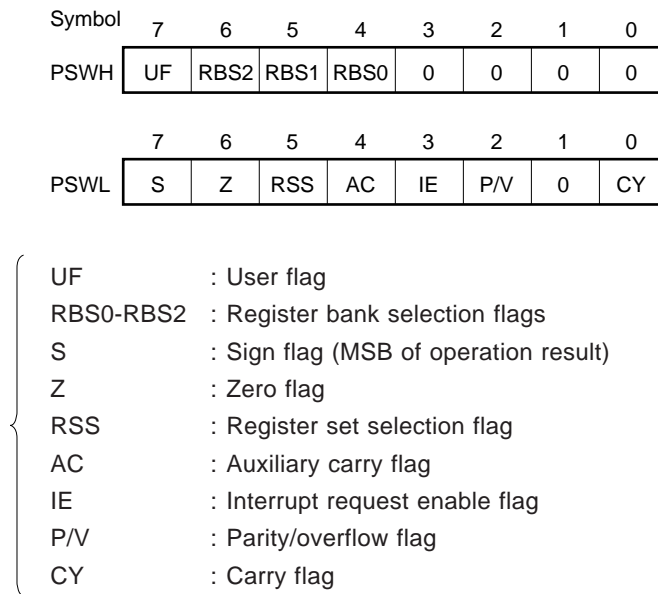 Symbol 7 6 5 4 3 2 1 0
PSWH UF RBS2 RBS1 RBS0 0 0 0 0
7 6 5 4 3 2 1 0
PSWL S Z RSS AC IE P/V 0 CY
UF : User flag
RBS0-RBS2 : Register bank selection flags
S : Sign flag (MSB of operation result)
Z : Zero flag
RSS : Register set selection flag
AC : Auxiliary carry flag
IE : Interrupt request enable flag
P/V : Parity/overflow flag
CY : Carry flag